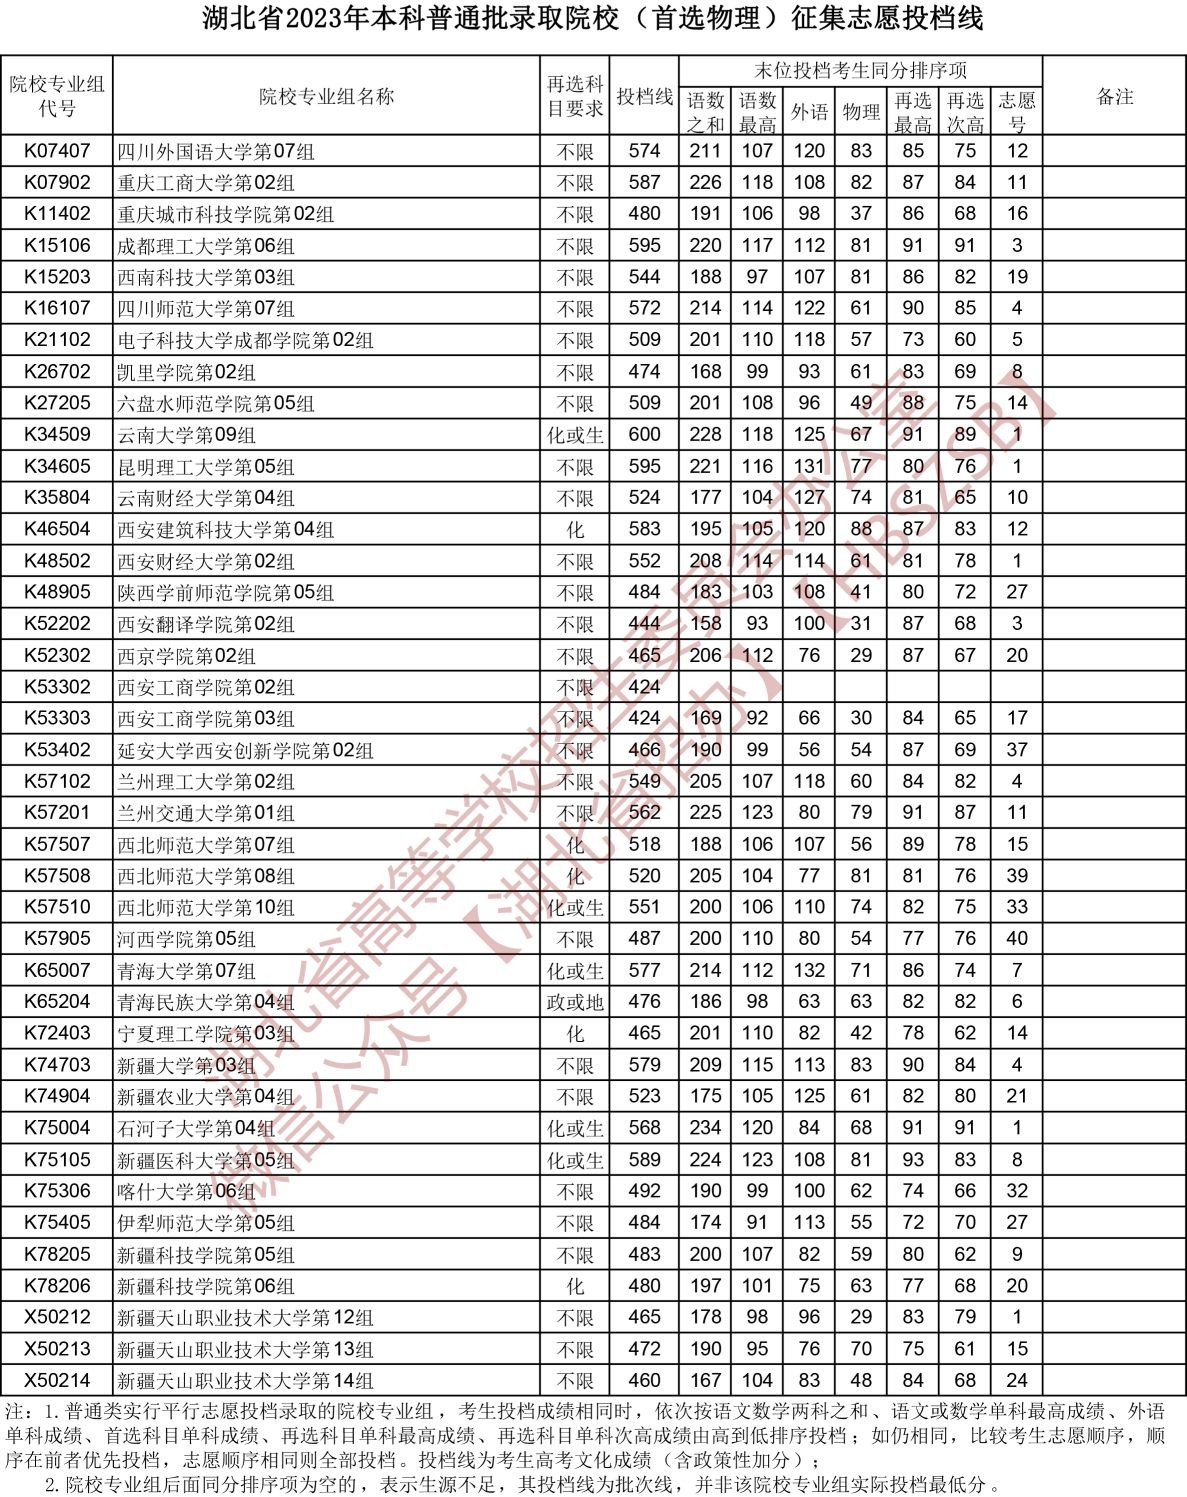 湖北省2023年本科普通批录取院校（首选物理）征集志愿投档线
院校专业组代号 院校专业组名称 再选科目要求 投档线 末位投档考生同分排序项 备注
语数之和 语数最高 外语 物理 再选最高 再选次高 志愿号
K07407 四川外国语大学第07组 不限 574 211 107 120 83 85 75 12
K07902 重庆工商大学第02组 不限 587 226 118 108 82 87 84 11
K11402 重庆城市科技学院第02组 不限 480 191 106 98 37 86 68 16
K15106 成都理工大学第06组 不限 595 220 117 112 81 91 91 3
K15203 西南科技大学第03组 不限 544 188 97 107 81 86 82 19
K16107 四川师范大学第07组 不限 572 214 114 122 61 90 85 4
K21102 电子科技大学成都学院第02组 不限 509 201 110 118 57 73 60 5
K26702 凯里学院第02组 不限 474 168 99 93 61 83 69 8
K27205 六盘水师范学院第05组 不限 509 201 108 96 49 88 75 14
K34509 云南大学第09组 化或生 600 228 118 125 67 91 89 1
K34605 昆明理工大学第05组 不限 595 221 116 131 77 80 76 1
K35804 云南财经大学第04组 不限 524 177 104 127 74 81 65 10
K46504 西安建筑科技大学第04组 化 583 195 105 120 88 87 83 12
K48502 西安财经大学第02组 不限 552 208 114 114 61 81 78 1
K48905 陕西学前师范学院第05组 不限 484 183 103 108 41 80 72 27
K52202 西安翻译学院第02组 不限 444 158 93 100 31 87 68 3
K52302 西京学院第02组 不限 465 206 112 76 29 87 67 20
K53302 西安工商学院第02组 不限 424
K53303 西安工商学院第03组 不限 424 169 92 66 30 84 65 17
K53402 延安大学西安创新学院第02组 不限 466 190 99 56 54 87 69 37
K57102 兰州理工大学第02组 不限 549 205 107 118 60 84 82 4
K57201 兰州交通大学第01组 不限 562 225 123 80 79 91 87 11
K57507 西北师范大学第07组 化 518 188 106 107 56 89 78 15
K57508 西北师范大学第08组 化 520 205 104 77 81 81 76 39
K57510 西北师范大学第10组 化或生 551 200 106 110 74 82 75 33
K57905 河西学院第05组 不限 487 200 110 80 54 77 76 40
K65007 青海大学第07组 化或生 577 214 112 132 71 86 74 7
K65204 青海民族大学第04组 政或地 476 186 98 63 63 82 82 6
K72403 宁夏理工学院第03组 化 465 201 110 82 42 78 62 14
K74703 新疆大学第03组 不限 579 209 115 113 83 90 84 4
K74904 新疆农业大学第04组 不限 523 175 105 125 61 82 80 21
K75004 石河子大学第04组 化或生 568 234 120 84 68 91 91 1
K75105 新疆医科大学第05组 化或生 589 224 123 108 81 93 83 8
K75306 喀什大学第06组 不限 492 190 99 100 62 74 66 32
K75405 伊犁师范大学第05组 不限 484 174 91 113 55 72 70 27
K78205 新疆科技学院第05组 不限 483 200 107 82 59 80 62 9
K78206 新疆科技学院第06组 化 480 197 101 75 63 77 68 20
X50212 新疆天山职业技术大学第12组 不限 465 178 98 96 29 83 79 1
X50213 新疆天山职业技术大学第13组 不限 472 190 95 76 70 75 61 15
X50214 新疆天山职业技术大学第14组 不限 460 167 104 83 48 84 68 24
注：1.普通类实行平行志愿投档录取的院校专业组，考生投档成绩相同时，依次按语文数学两科之和、语文或数学单科最高成绩、外语
单科成绩、首选科目单科成绩、再选科目单科最高成绩、再选科目单科次高成绩由高到低排序投档；如仍相同，比较考生志愿顺序，顺
序在前者优先投档，志愿顺序相同则全部投档。投档线为考生高考文化成绩（含政策性加分）；
2.院校专业组后面同分排序项为空的，表示生源不足，其投档线为批次线，并非该院校专业组实际投档最低分。
湖北省高等学校招生委员会办公室
微信公众号【湖北省招办】【HBSZSB】